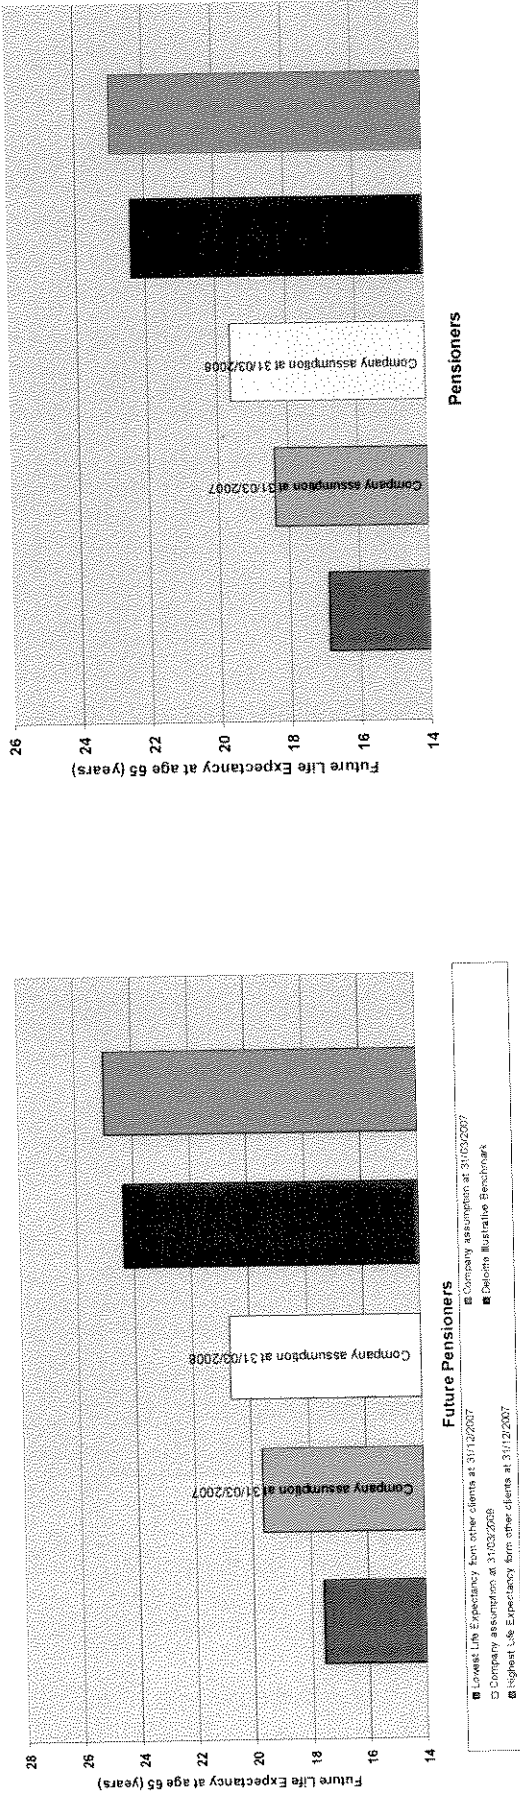 28
26
24
22
20
18
16
14
Future Life Expectancy at age 65 (years)
Company assumption at 31/03/2007
Company assumption at 31/03/2008
Future Pensioners
Lowest Life Expectancy from other clients at 31/12/2007
Company assumption at 31/03/2007
Company assumption at 31/03/2008
Deloitte Illustrative Benchmark
Highest Life Expectancy form other clients at 31/12/2007
26
24
22
20
18
16
14
Future Life Expectancy at age 65 (years)
Company assumption at 31/03/2007
Company assumption at 31/03/2008
Pensioners